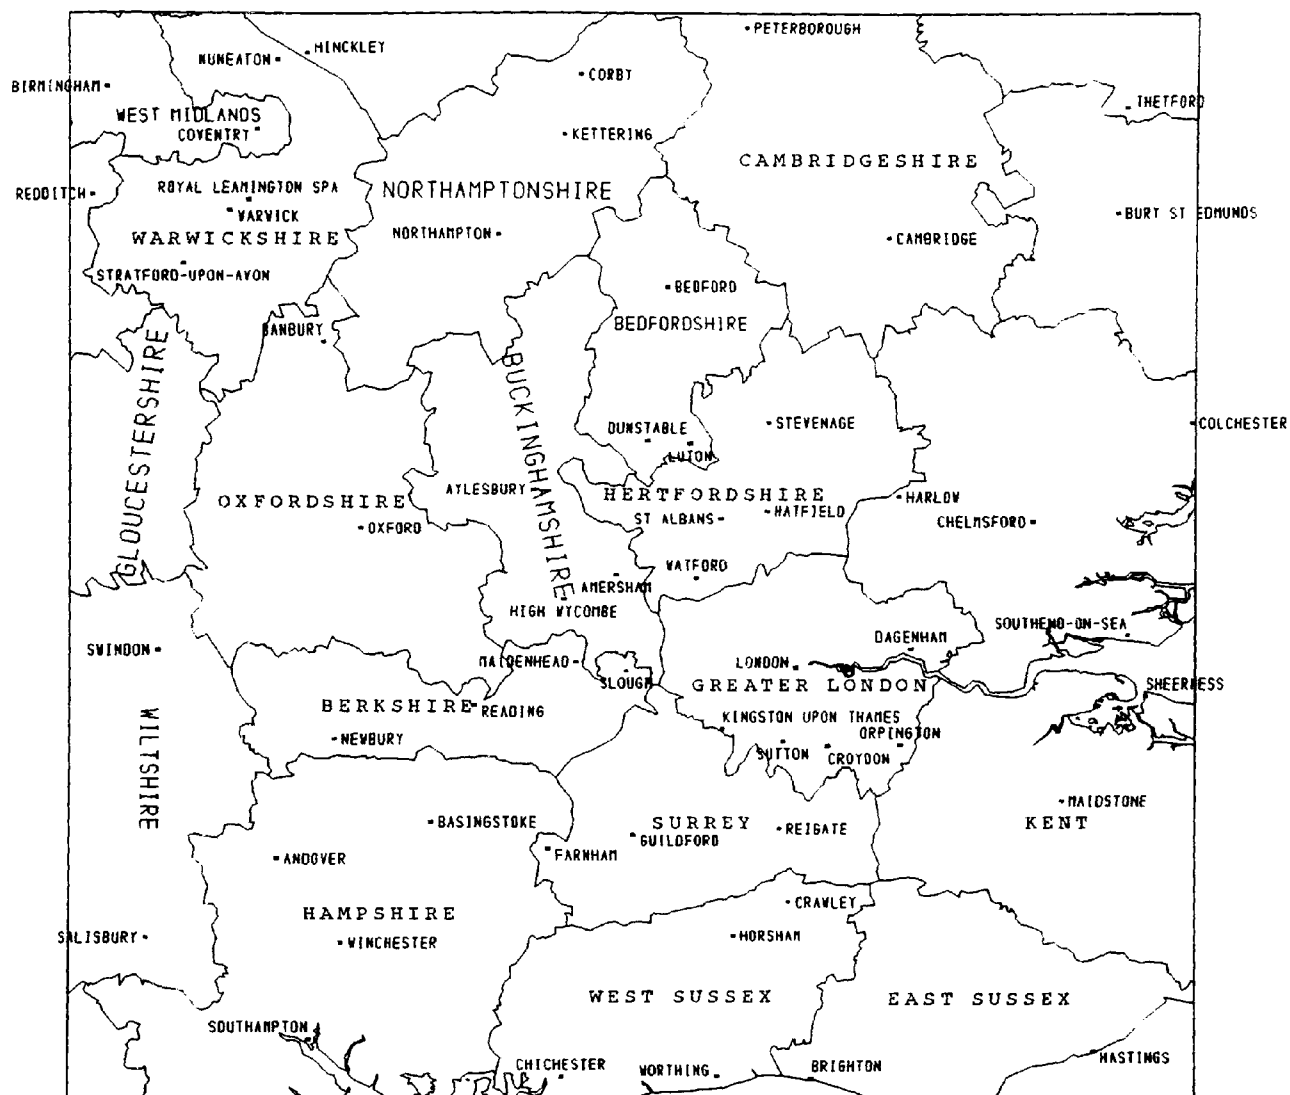 PETERBOROUGH
HINCKLEY
NUNEATON
CORBY
BIRMINGHAM
THETFORD
WEST MIDLANDS
COVENTRY
KETTERING
CAMBRIDGESHIRE
REDDITCH
ROYAL LEAMINGTON SPA
NORTHAMPTONSHIRE
WARWICK
BURY ST EDMUNDS
WARWICKSHIRE
NORTHAMPTON
CAMBRIDGE
STRATFORD-UPON-AVON
BEDFORD
BANBURY
BEDFORDSHIRE
GLOUCESTERSHIRE
BUCKINGHAMSHIRE
DUNSTABLE
STEVENAGE
COLCHESTER
LUTON
AYLESBURY
HERTFORDSHIRE
OXFORDSHIRE
HARLOW
ST ALBANS
HATFIELD
CHELMSFORD
OXFORD
WATFORD
AMERSHAM
HIGH WYCOMBE
SOUTHEND-ON-SEA
DAGENHAM
SWINDON
MAIDENHEAD
LONDON
SLOUGH
GREATER LONDON
SHEERNESS
BERKSHIRE
READING
KINGSTON UPON THAMES
ORPINGTON
NEWBURY
SUTTON
CROYDON
WILTSHIRE
MAIDSTONE
BASINGSTOKE
SURREY
REIGATE
KENT
GUILDFORD
FARNHAM
ANDOVER
CRAWLEY
HAMPSHIRE
SALISBURY
WINCHESTER
HORSHAM
WEST SUSSEX
EAST SUSSEX
SOUTHAMPTON
HASTINGS
CHICHESTER
WORTHING
BRIGHTON